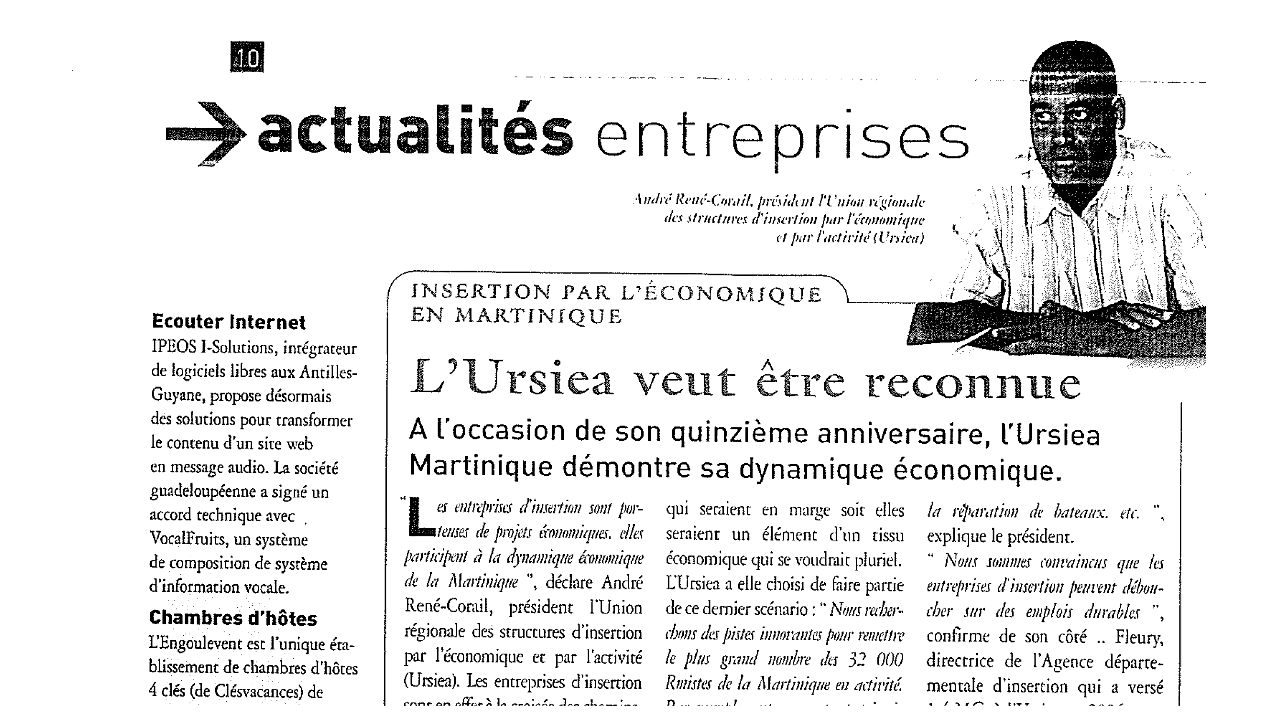 10
actualités entreprises
André René-Corail, président l'Union régionale
des structures d'insertion par l'économique
et par l'activité (Ursiea)
Ecouter Internet
IPEOS I-Solutions, intégrateur
de logiciels libres aux Antilles-
Guyane, propose désormais
des solutions pour transformer
le contenu d'un site web
en message audio. La société
guadeloupéenne a signé un
accord technique avec
VocalFruits, un système
de composition de système
d'information vocale.
Chambres d'hôtes
L'Engoulevent est l'unique éta-
blissement de chambres d'hôtes
4 clés (de Clésvacances) de
INSERTION PAR L'ÉCONOMIQUE
EN MARTINIQUE
L'Ursiea veut être reconnue
A l'occasion de son quinzième anniversaire, l'Ursiea
Martinique démontre sa dynamique économique.
"Les entreprises d'insertion sont por-
teuses de projets économiques, elles
participent à la dynamique économique
de la Martinique ", déclare André
René-Corail, président l'Union
régionale des structures d'insertion
par l'économique et par l'activité
(Ursiea). Les entreprises d'insertion
sont en effet à la croisée des chemins,
qui seraient en marge soit elles
seraient un élément d'un tissu
économique qui se voudrait pluriel.
L'Ursiea a elle choisi de faire partie
de ce dernier scénario : " Nous recher-
chons des pistes innovantes pour remettre
le plus grand nombre des 32 000
Rmistes de la Martinique en activité.
la réparation de bateaux, etc. ",
explique le président.
" Nous sommes convaincus que les
entreprises d'insertion peuvent débou-
cher sur des emplois durables ",
confirme de son côté .. Fleury,
directrice de l'Agence départe-
mentale d'insertion qui a versé